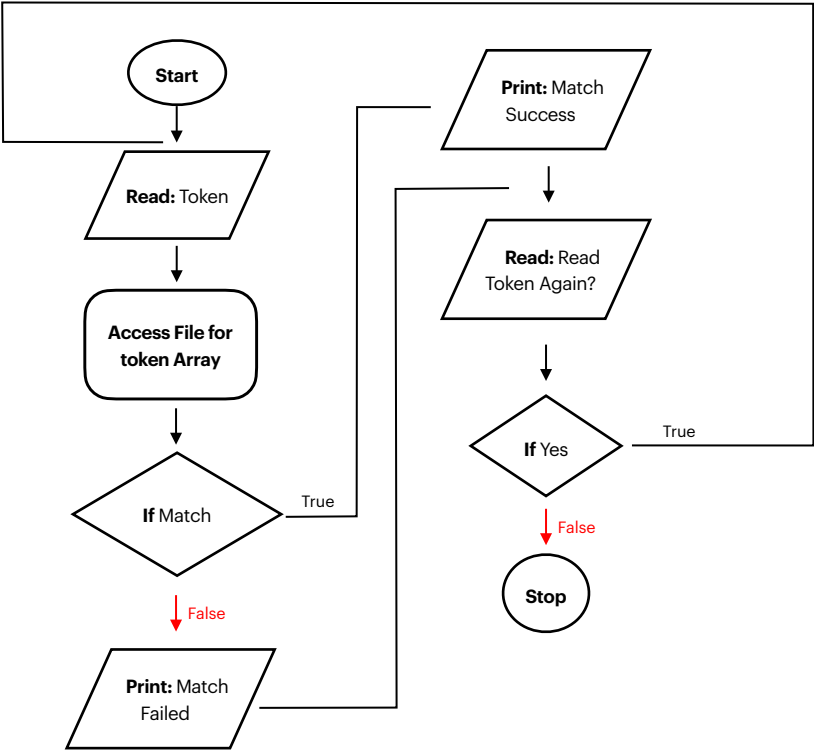 Start
Read: Token
Access File for
token Array
If Match
True
False
Print: Match
Failed
Print: Match
Success
Read: Read
Token Again?
If Yes
True
False
Stop